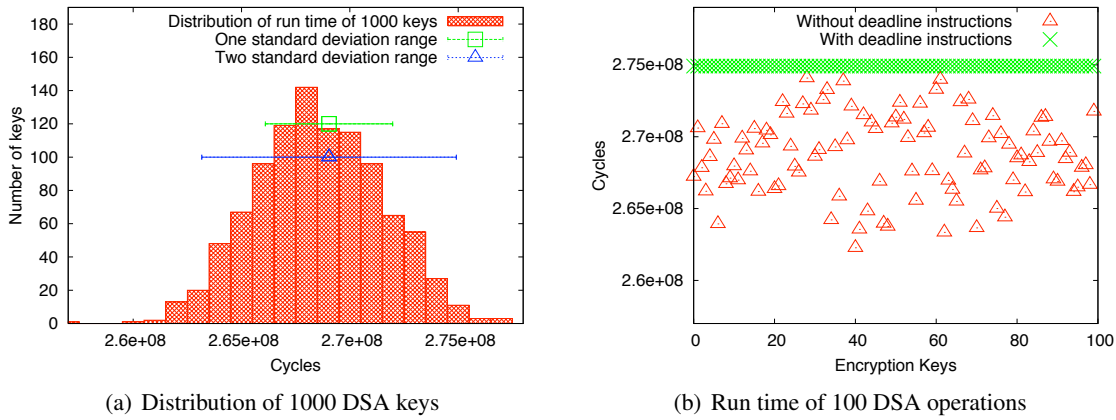 Distribution of run time of 1000 keys
One standard deviation range
Two standard deviation range
Number of keys
180
160
140
120
100
80
60
40
20
0
2.6e+08
2.65e+08
2.7e+08
2.75e+08
Cycles
(a) Distribution of 1000 DSA keys
Without deadline instructions
With deadline instructions
Cycles
2.75e+08
2.7e+08
2.65e+08
2.6e+08
0
20
40
60
80
100
Encryption Keys
(b) Run time of 100 DSA operations